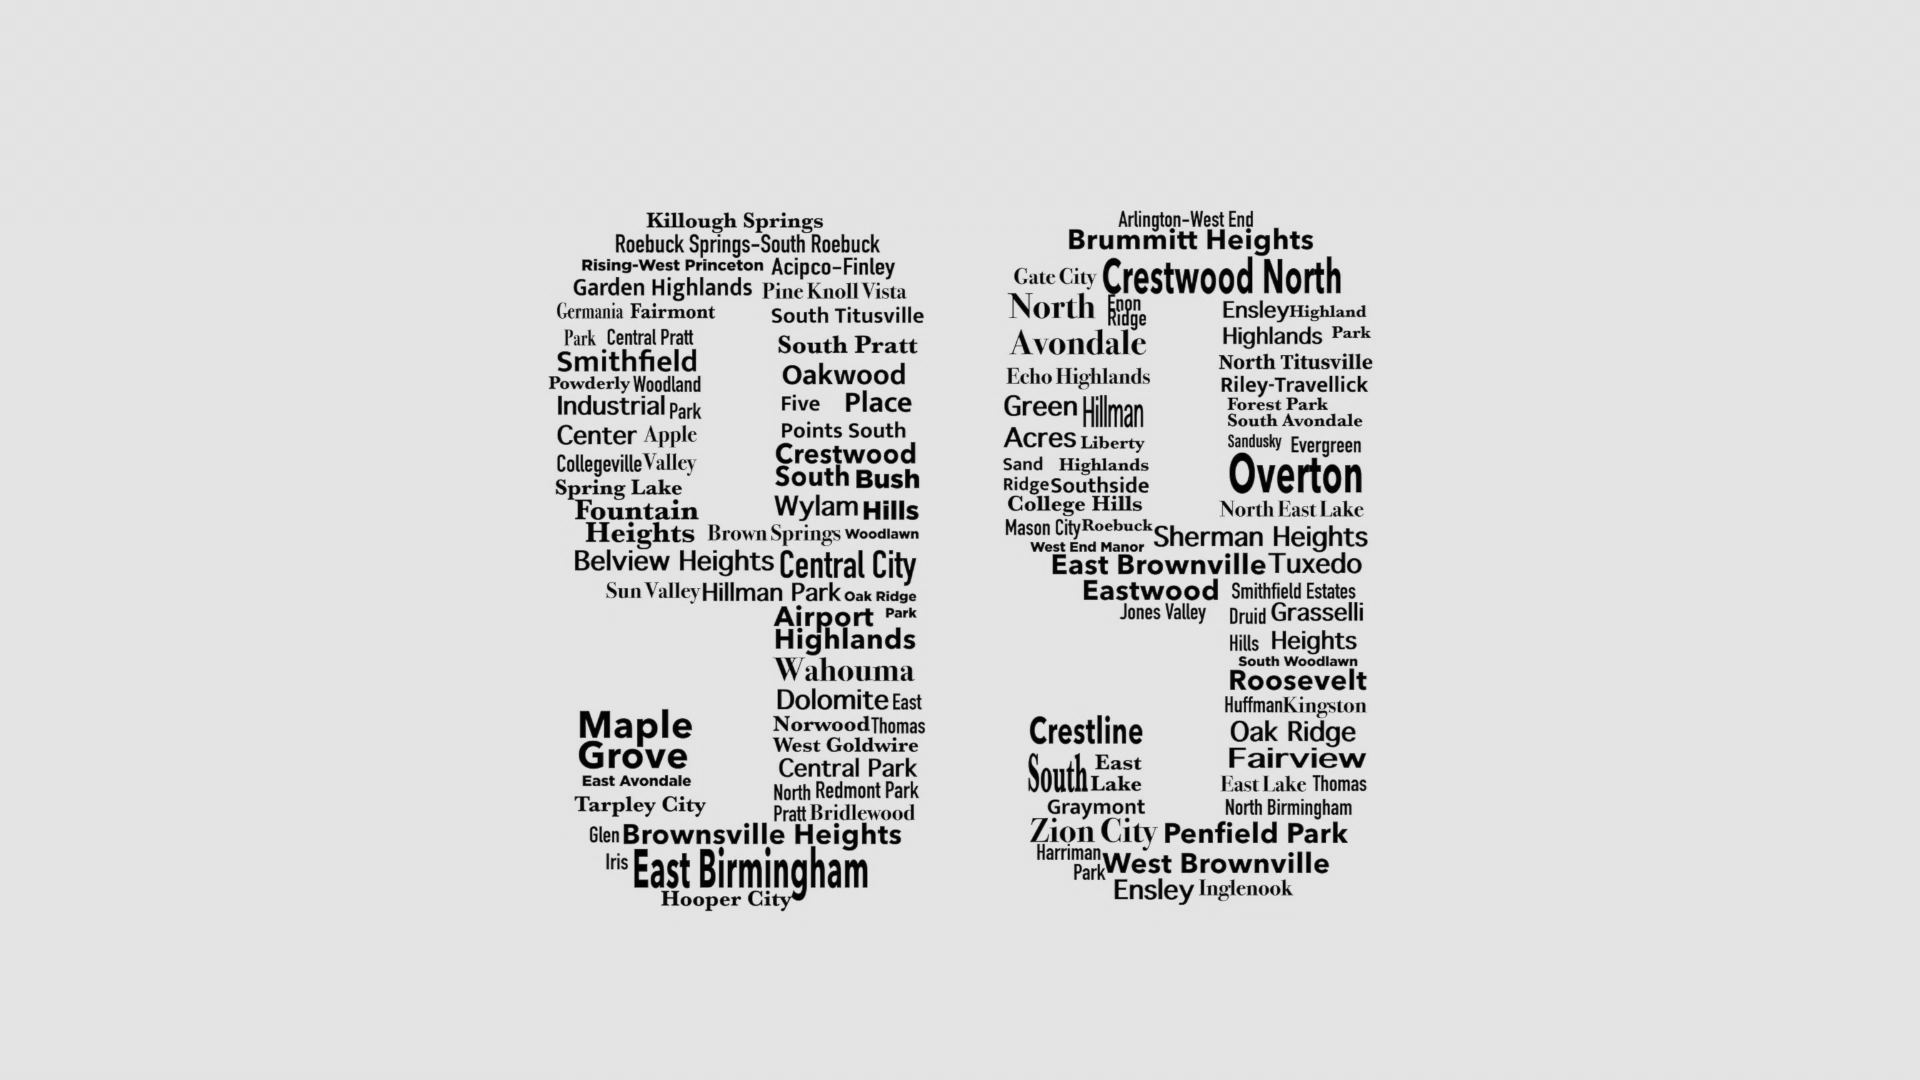 Killough Springs
Roebuck Springs-South Roebuck
Rising-West Princeton Acipco-Finley
Garden Highlands Pine Knoll Vista
Germania Park
Fairmont
South Titusville
Central Pratt
Smithfield
South Pratt
Powderly Woodland Park
Oakwood Place
Industrial Center
Five Points South
Apple Valley
Collegeville
Crestwood South
Bush Hills
Spring Lake
Wylam
Fountain Heights
Brown Springs
Woodlawn
Belview Heights Central City
Sun Valley Hillman Park Oak Ridge Park
Airport Highlands
Wahouma
Dolomite East Thomas
Norwood
Maple Grove
West Goldwire
Central Park
East Avondale
North Pratt
Redmont Park
Tarpley City
Bridlewood
Glen Iris
Brownsville Heights
East Birmingham
Hooper City
Arlington-West End
Brummitt Heights
Gate City Crestwood North
North Avondale
Enon Ridge
Ensley Highlands
Highland Park
North Titusville
Echo Highlands
Riley-Travellick
Green Acres
Hillman
Forest Park
South Avondale
Liberty Highlands
Sandusky Evergreen
Sand Ridge
Overton
Southside
College Hills
North East Lake
Mason City Roebuck
Sherman Heights
West End Manor
East Brownville Tuxedo
Eastwood Smithfield Estates
Jones Valley
Druid Hills
Grasselli Heights
South Woodlawn
Roosevelt
Huffman Kingston
Crestline
Oak Ridge
Fairview
South East Lake
East Lake Thomas
Graymont
North Birmingham
Zion City Penfield Park
Harriman Park
West Brownville
Ensley Inglenook